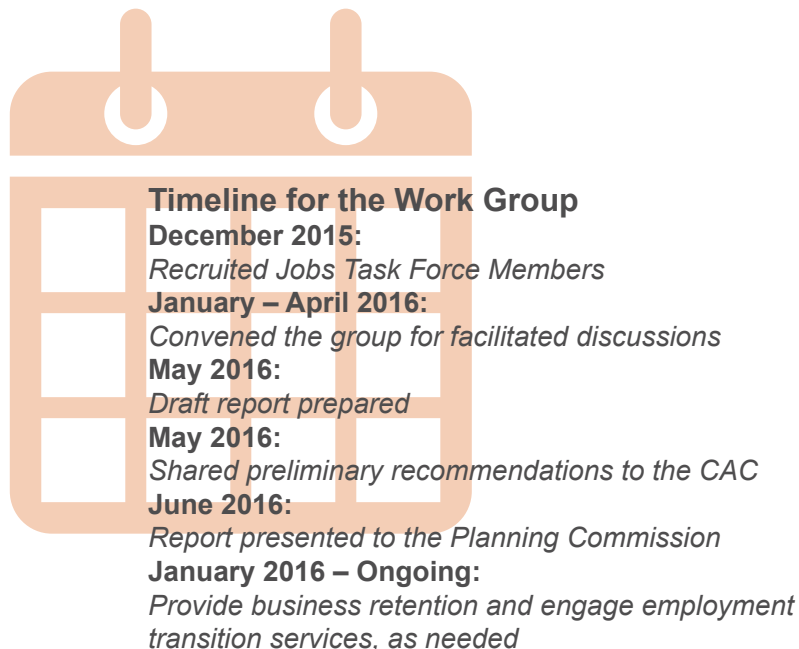 Timeline for the Work Group
December 2015:
Recruited Jobs Task Force Members
January – April 2016:
Convened the group for facilitated discussions
May 2016:
Draft report prepared
May 2016:
Shared preliminary recommendations to the CAC
June 2016:
Report presented to the Planning Commission
January 2016 – Ongoing:
Provide business retention and engage employment
transition services, as needed